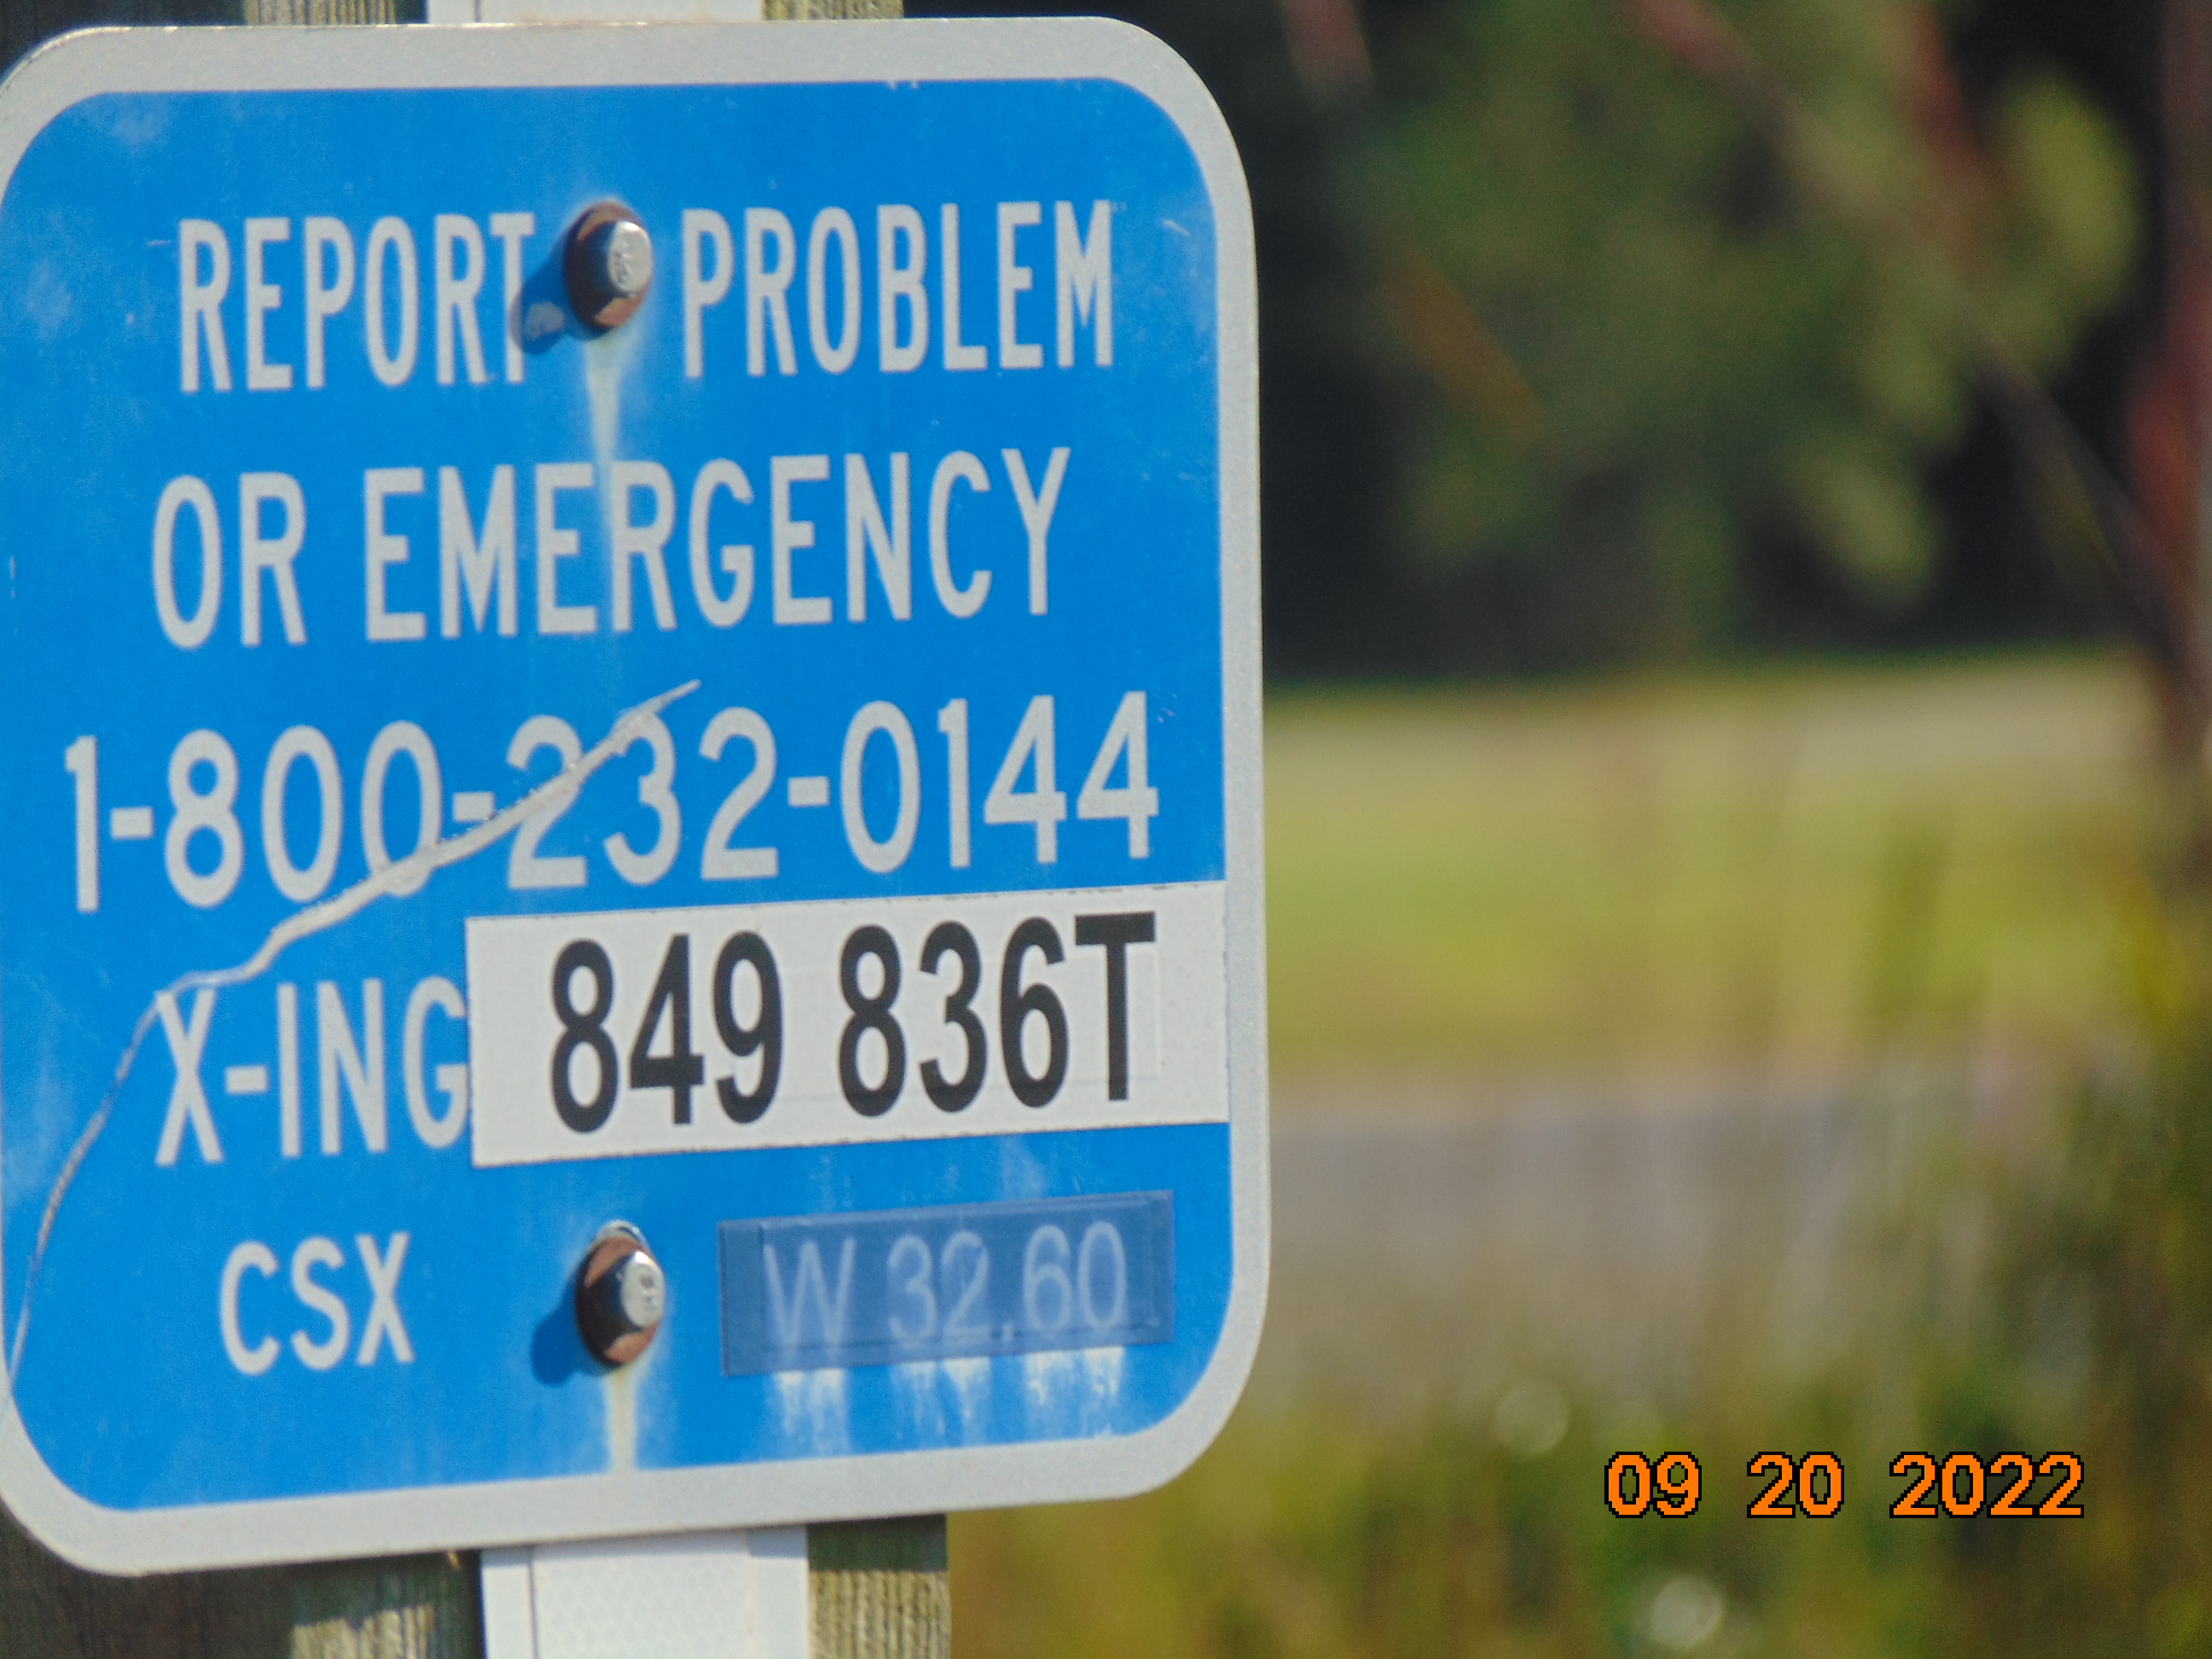 REPORT PROBLEM
OR EMERGENCY
1-800-232-0144
X-ING 849 836T
CSX W 32.60
09 20 2022